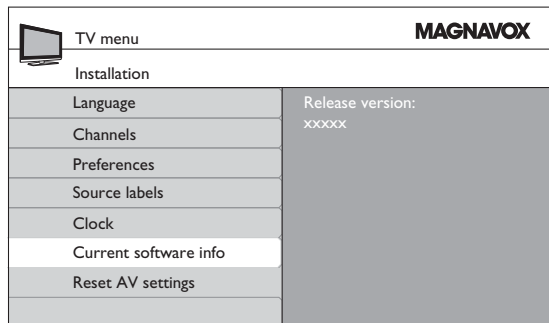 TV menu
MAGNAVOX
Installation
Language
Release version:
xxxxx
Channels
Preferences
Source labels
Clock
Current software info
Reset AV settings